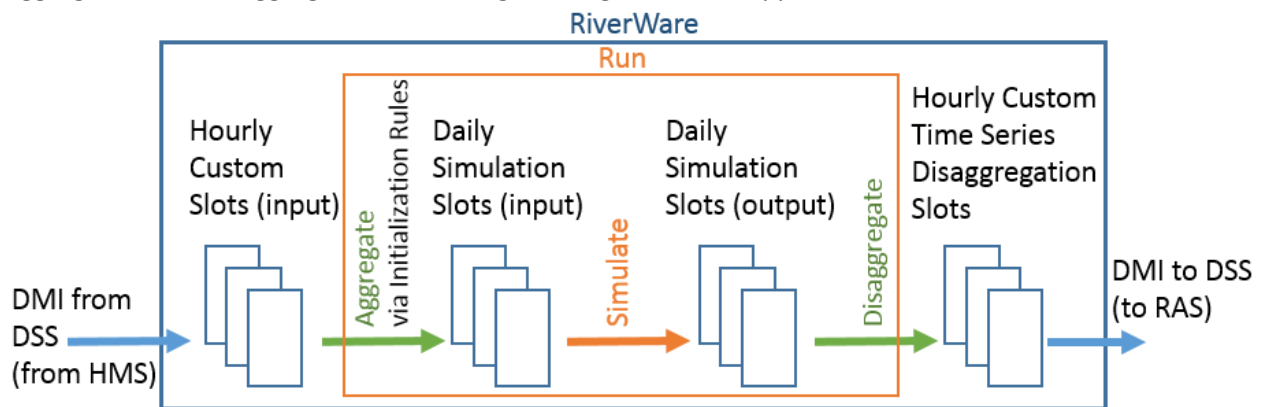 RiverWare
Run
Hourly
Custom
Slots (input)
Aggregate
via Initialization Rules
Daily
Simulation
Slots (input)
Simulate
Daily
Simulation
Slots (output)
Disaggregate
Hourly Custom
Time Series
Disaggregation
Slots
DMI from
DSS
(from HMS)
DMI to DSS
(to RAS)